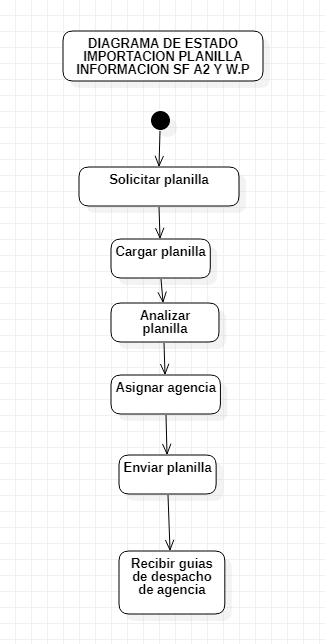 DIAGRAMA DE ESTADO
IMPORTACION PLANILLA
INFORMACION SF A2 Y W.P
Solicitar planilla
Cargar planilla
Analizar
planilla
Asignar agencia
Enviar planilla
Recibir guias
de despacho
de agencia